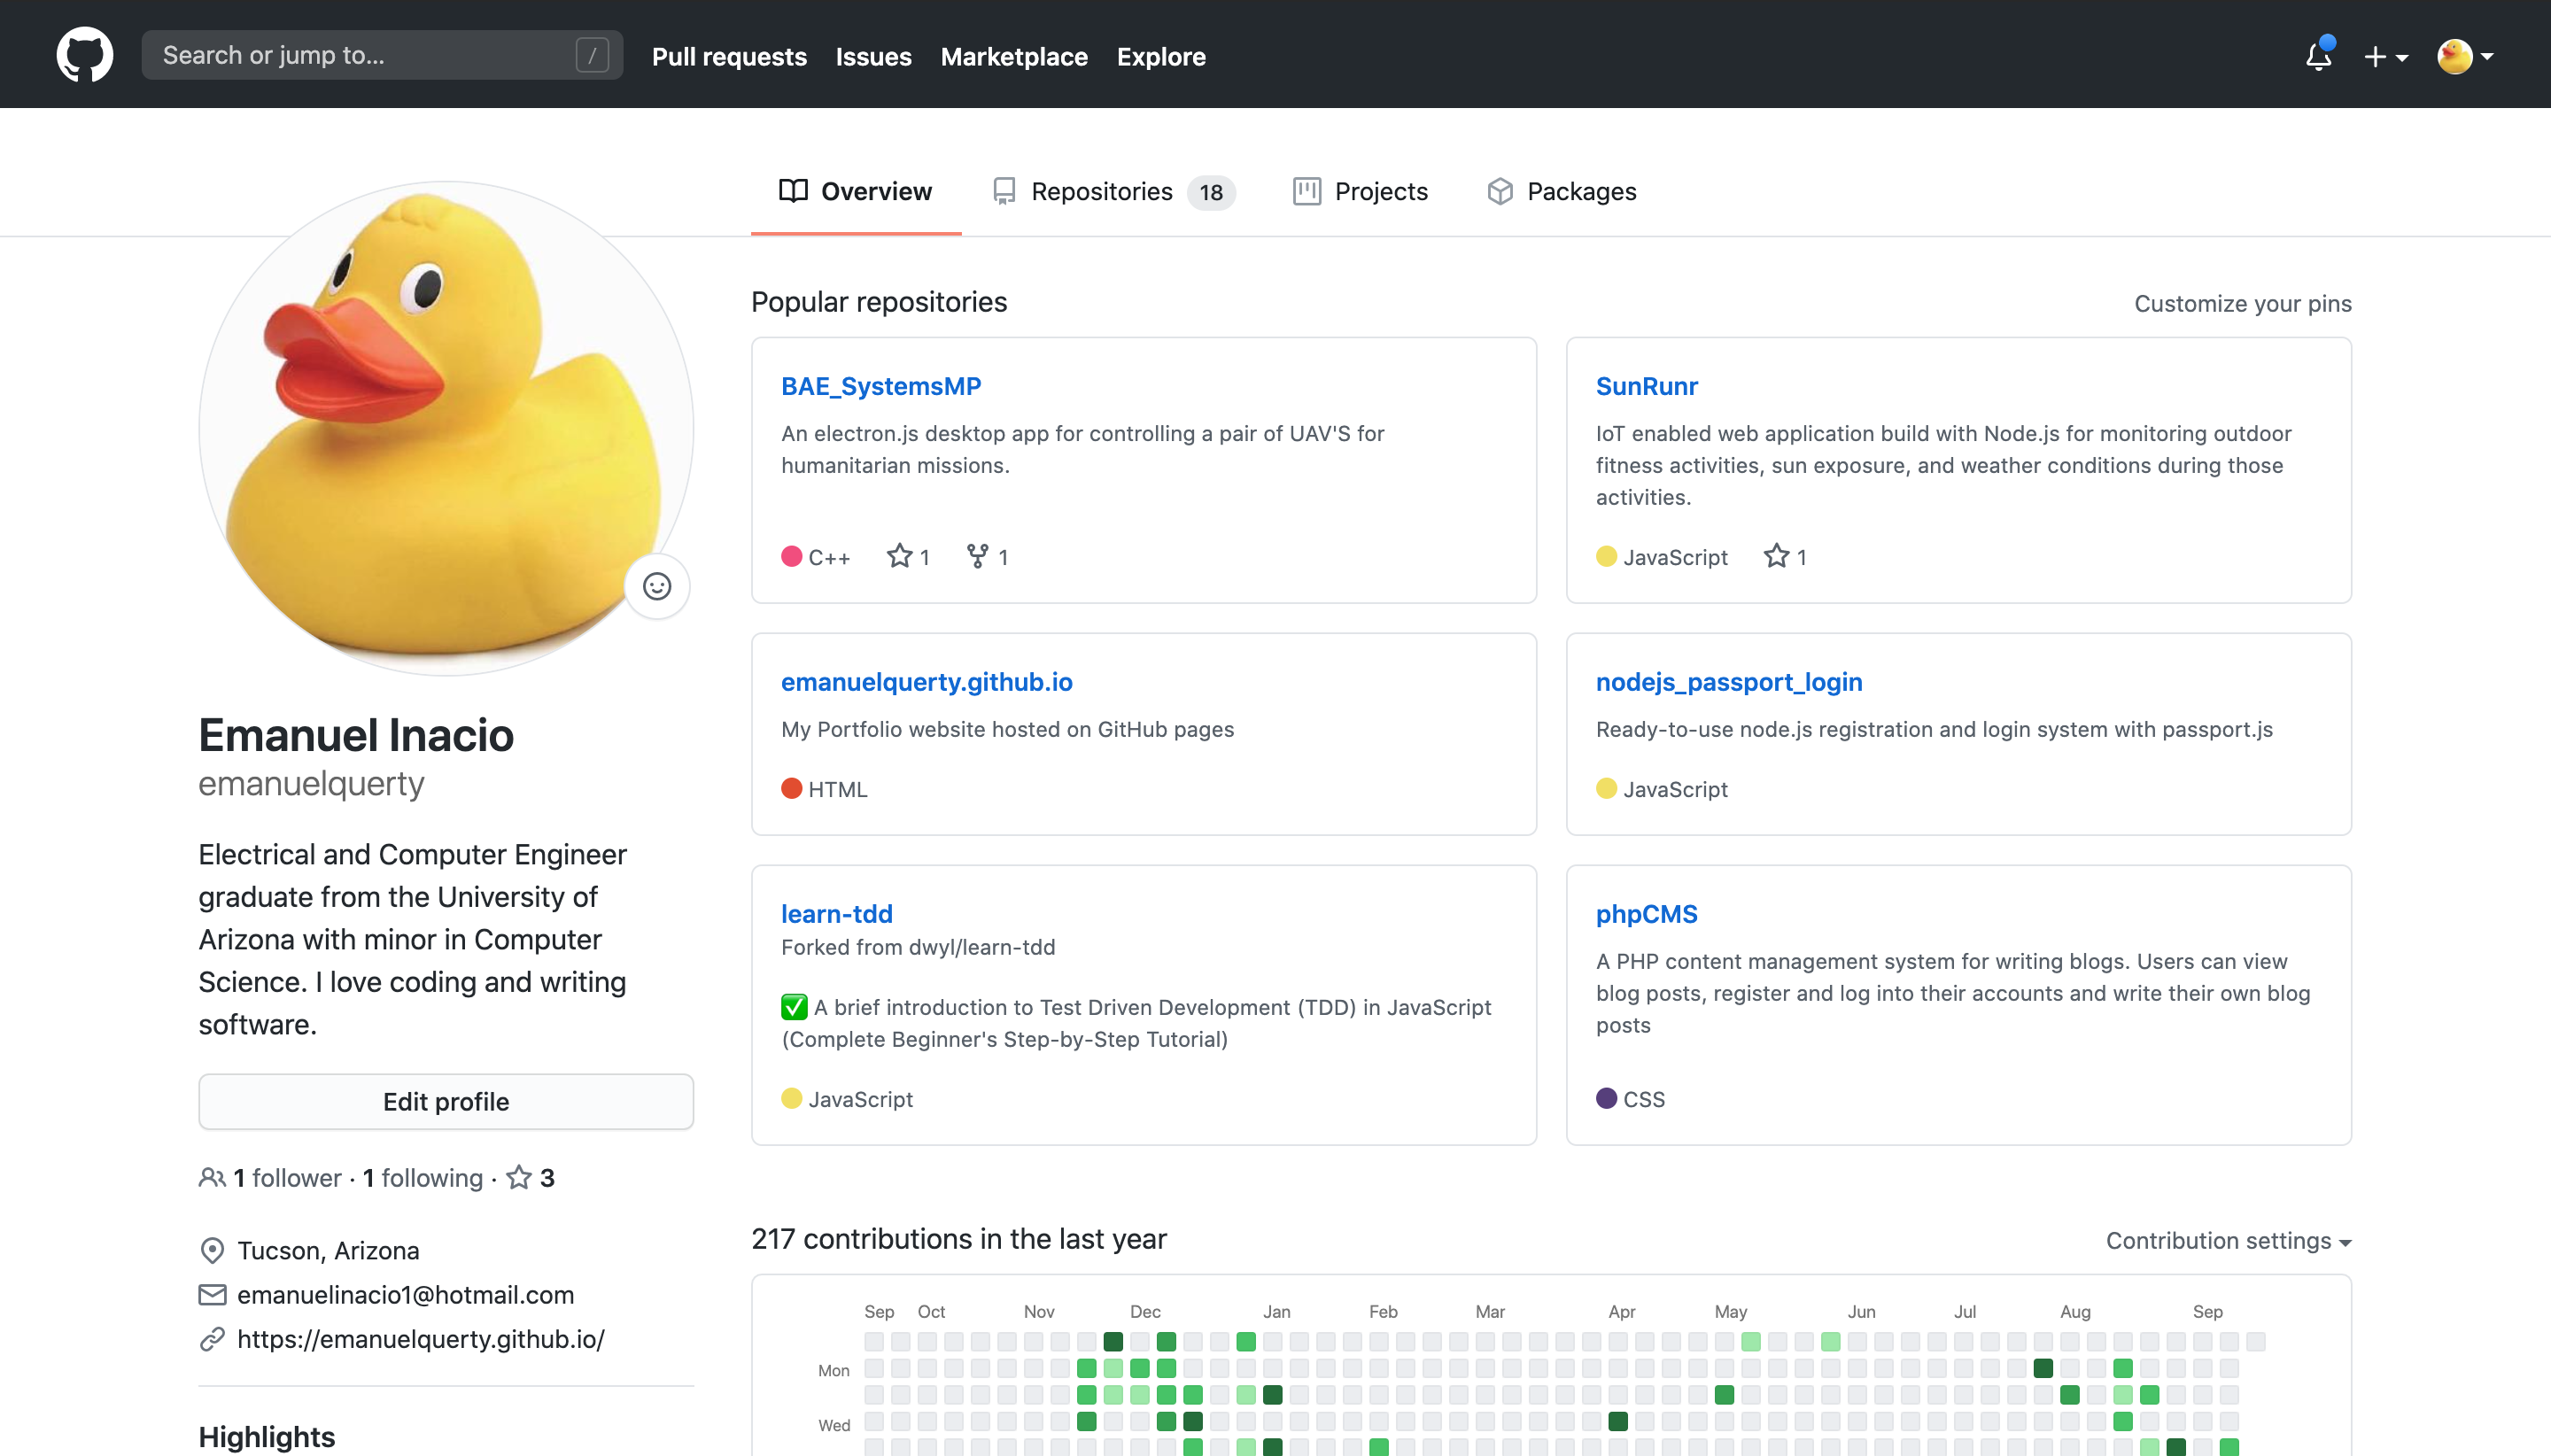 Search or jump to... /
Pull requests Issues Marketplace Explore
Overview Repositories 18 Projects Packages
Emanuel Inacio
emanuelquerty
Electrical and Computer Engineer
graduate from the University of
Arizona with minor in Computer
Science. I love coding and writing
software.
Edit profile
1 follower · 1 following · 3
Tucson, Arizona
emanuelinacio1@hotmail.com
https://emanuelquerty.github.io/
Highlights
Popular repositories
Customize your pins
BAE_SystemsMP
An electron.js desktop app for controlling a pair of UAV'S for
humanitarian missions.
C++ 1 1
SunRunr
IoT enabled web application build with Node.js for monitoring outdoor
fitness activities, sun exposure, and weather conditions during those
activities.
JavaScript 1
emanuelquerty.github.io
My Portfolio website hosted on GitHub pages
HTML
nodejs_passport_login
Ready-to-use node.js registration and login system with passport.js
JavaScript
learn-tdd
Forked from dwyl/learn-tdd
✅ A brief introduction to Test Driven Development (TDD) in JavaScript
(Complete Beginner's Step-by-Step Tutorial)
JavaScript
phpCMS
A PHP content management system for writing blogs. Users can view
blog posts, register and log into their accounts and write their own blog
posts
CSS
217 contributions in the last year
Contribution settings
Sep Oct Nov Dec Jan Feb Mar Apr May Jun Jul Aug Sep
Mon
Wed